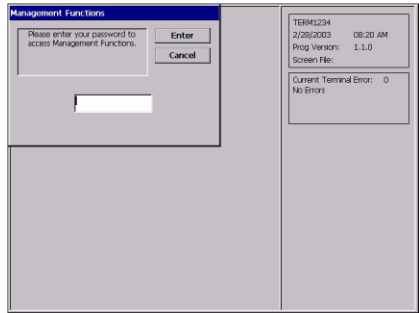 Management Functions
Please enter your password to
access Management Functions.
Enter
Cancel
TERM1234
2/28/2003 08:20 AM
Prog Version: 1.1.0
Screen File:
Current Terminal Error: 0
No Errors